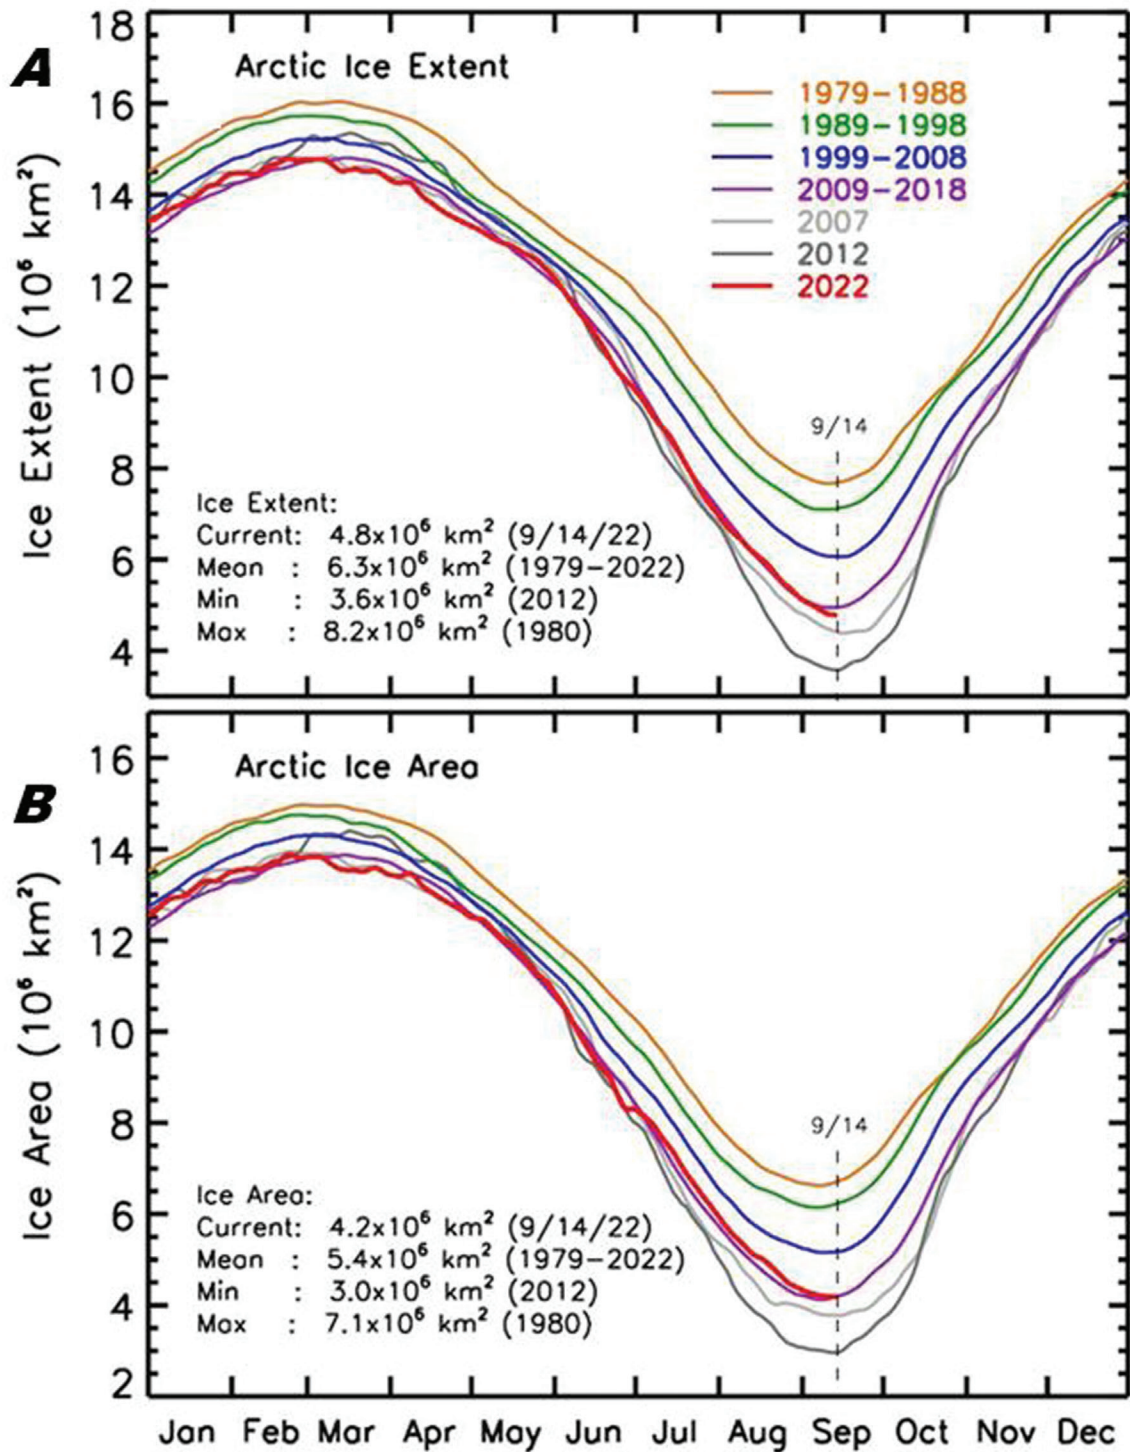 A
Arctic Ice Extent
1979-1988
1989-1998
1999-2008
2009-2018
2007
2012
2022
Ice Extent (10⁶ km²)
18
16
14
12
10
8
6
4
9/14
Ice Extent:
Current: 4.8x10⁶ km² (9/14/22)
Mean : 6.3x10⁶ km² (1979-2022)
Min : 3.6x10⁶ km² (2012)
Max : 8.2x10⁶ km² (1980)
B
Arctic Ice Area
Ice Area (10⁶ km²)
16
14
12
10
8
6
4
2
9/14
Ice Area:
Current: 4.2x10⁶ km² (9/14/22)
Mean : 5.4x10⁶ km² (1979-2022)
Min : 3.0x10⁶ km² (2012)
Max : 7.1x10⁶ km² (1980)
Jan Feb Mar Apr May Jun Jul Aug Sep Oct Nov Dec